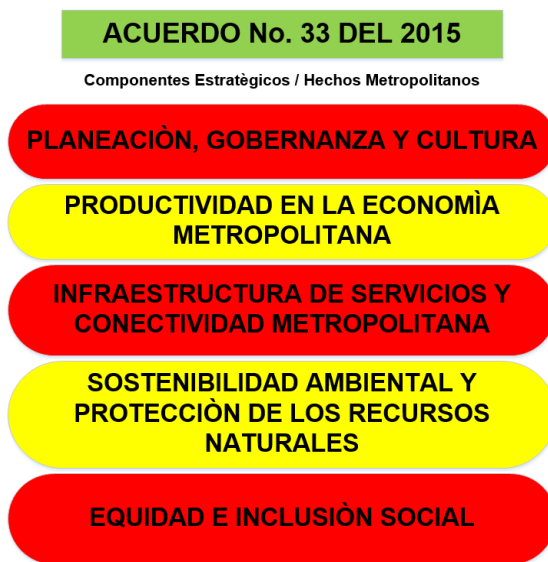 ACUERDO No. 33 DEL 2015
Componentes Estratègicos / Hechos Metropolitanos
PLANEACIÒN, GOBERNANZA Y CULTURA
PRODUCTIVIDAD EN LA ECONOMÌA
METROPOLITANA
INFRAESTRUCTURA DE SERVICIOS Y
CONECTIVIDAD METROPOLITANA
SOSTENIBILIDAD AMBIENTAL Y
PROTECCIÒN DE LOS RECURSOS
NATURALES
EQUIDAD E INCLUSIÒN SOCIAL